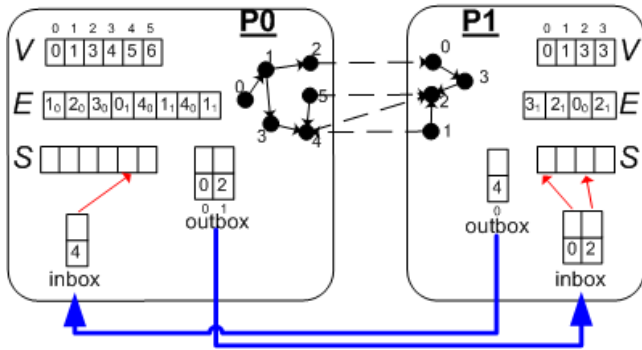 P0
0 1 2 3 4 5
V 0 1 3 4 5 6
E 1₀ 2₀ 3₀ 0₁ 4₀ 1₁ 4₀ 1₁
S
0 1 2 3 4 5
4
inbox
0 2
0 1
outbox
P1
0 1 2 3
0 1 3 3 V
3₁ 2₁ 0₀ 2₁ E
S
0 3 2 1
4
0
outbox
0 2
inbox